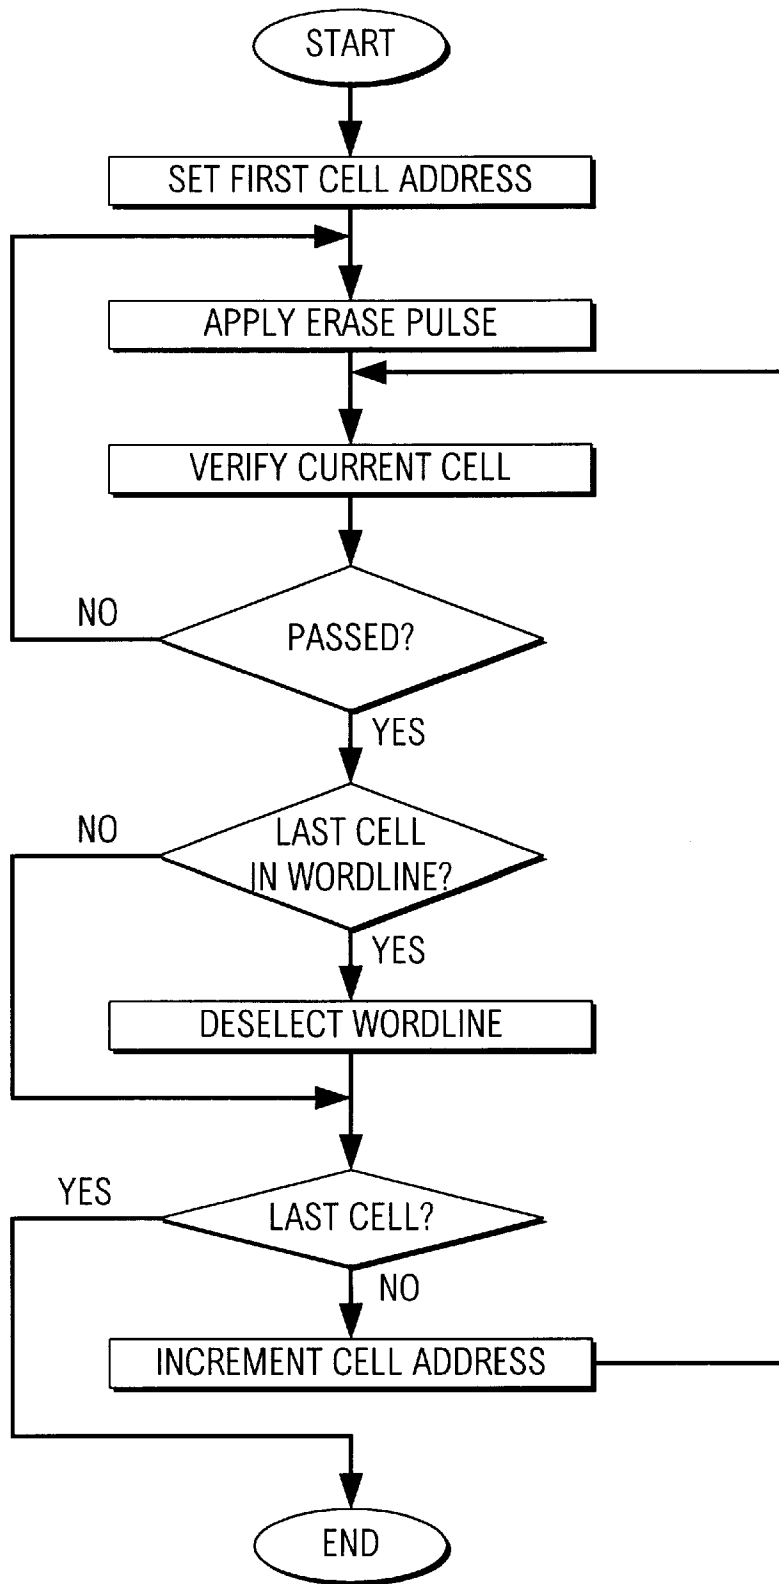 START
SET FIRST CELL ADDRESS
APPLY ERASE PULSE
VERIFY CURRENT CELL
NO
PASSED?
YES
NO
LAST CELL
IN WORDLINE?
YES
DESELECT WORDLINE
YES
LAST CELL?
NO
INCREMENT CELL ADDRESS
END